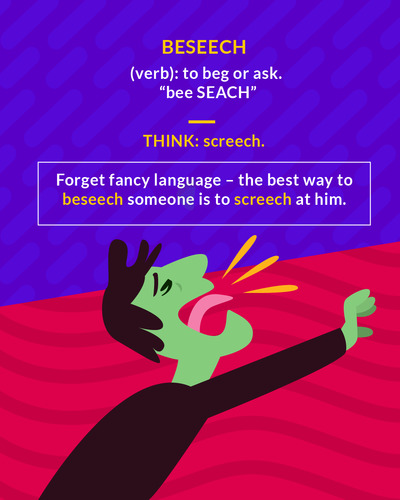 BESEECH
(verb): to beg or ask.
“bee SEACH”
THINK: screech.
Forget fancy language – the best way to
beseech someone is to screech at him.